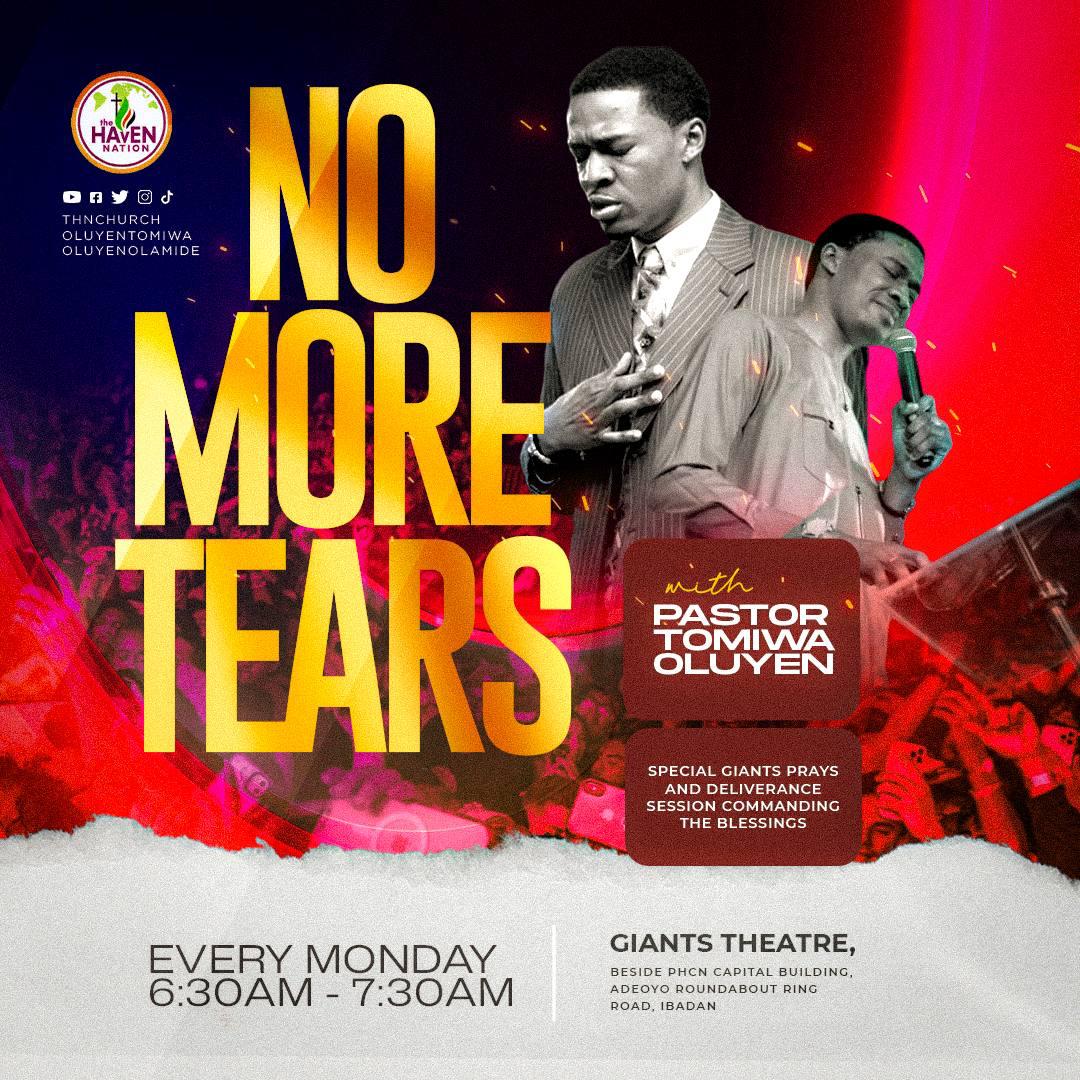 the
HAVEN
NATION
THNCHURCH
OLUYENTOMIWA
OLUYENOLAMIDE
NO
MORE
TEARS
with
PASTOR
TOMIWA
OLUYEN
SPECIAL GIANTS PRAYS
AND DELIVERANCE
SESSION COMMANDING
THE BLESSINGS
EVERY MONDAY
6:30AM - 7:30AM
GIANTS THEATRE,
BESIDE PHCN CAPITAL BUILDING,
ADEOYO ROUNDABOUT RING
ROAD, IBADAN